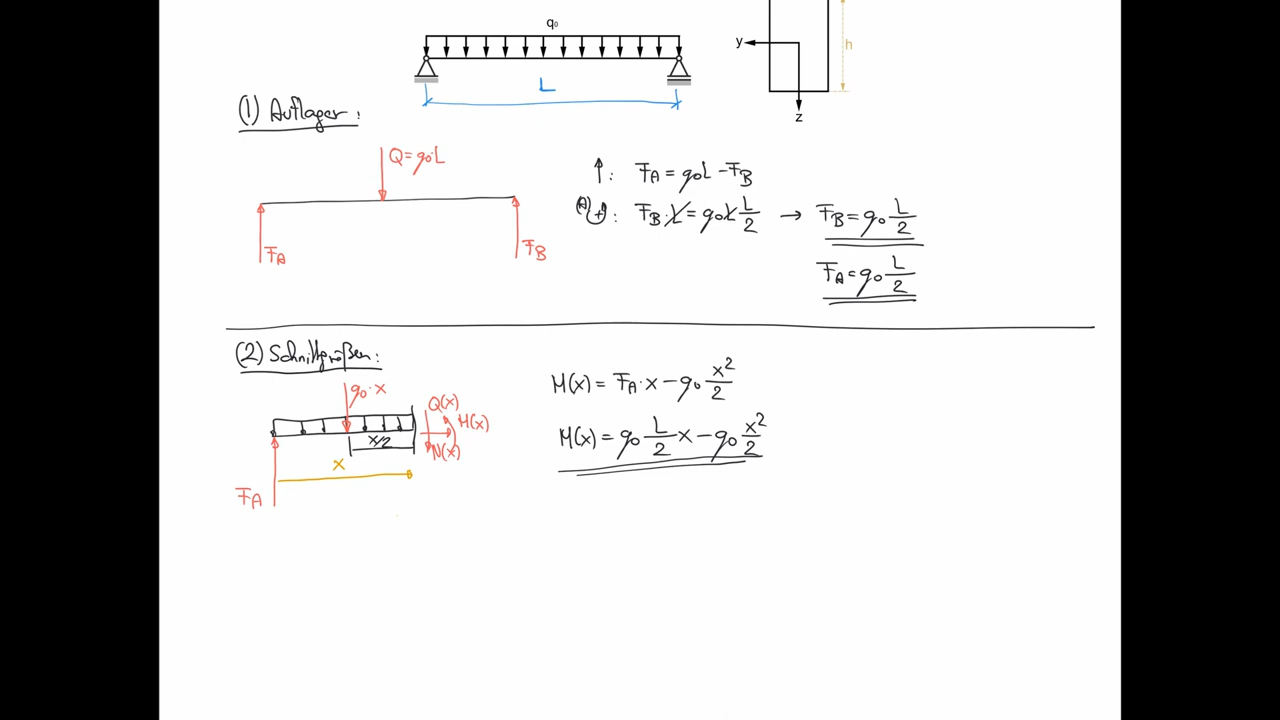 q₀
y
h
z
L
(1) Auflager:
Q=q₀·L
F_A
F_B
↑: F_A = q₀L - F_B
(A) +: F_B·L = q₀L L/2 → F_B = q₀ L/2
F_A = q₀ L/2
(2) Schnittgrößen:
q₀·x
Q(x)
M(x)
N(x)
x/2
x
F_A
M(x) = F_A·x - q₀ x²/2
M(x) = q₀ L/2 x - q₀ x²/2